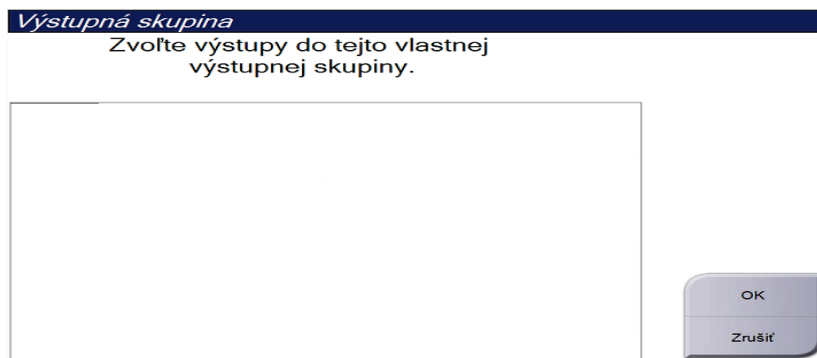 Výstupná skupina
Zvoľte výstupy do tejto vlastnej
výstupnej skupiny.
OK
Zrušiť